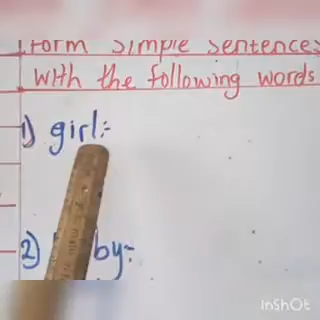 form simple sentences
with the following words
1) girl:-
2) by:-
InShOt